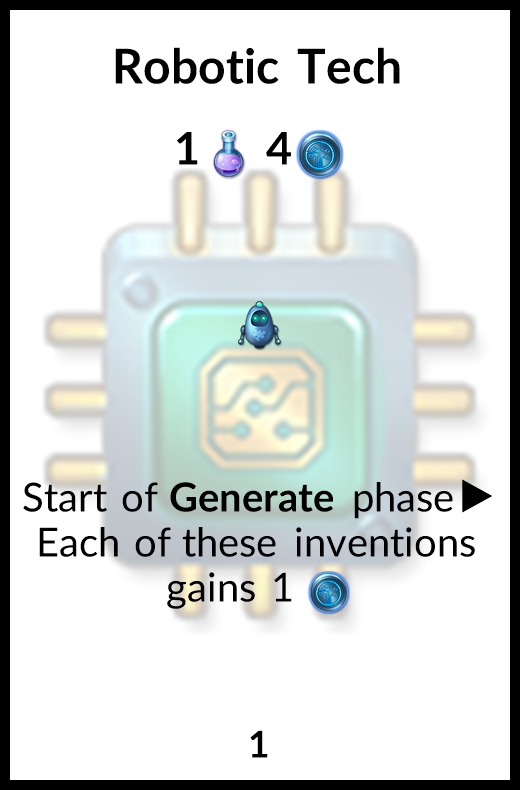 Robotic Tech
1 4
Start of Generate phase ▶
Each of these inventions
gains 1
1